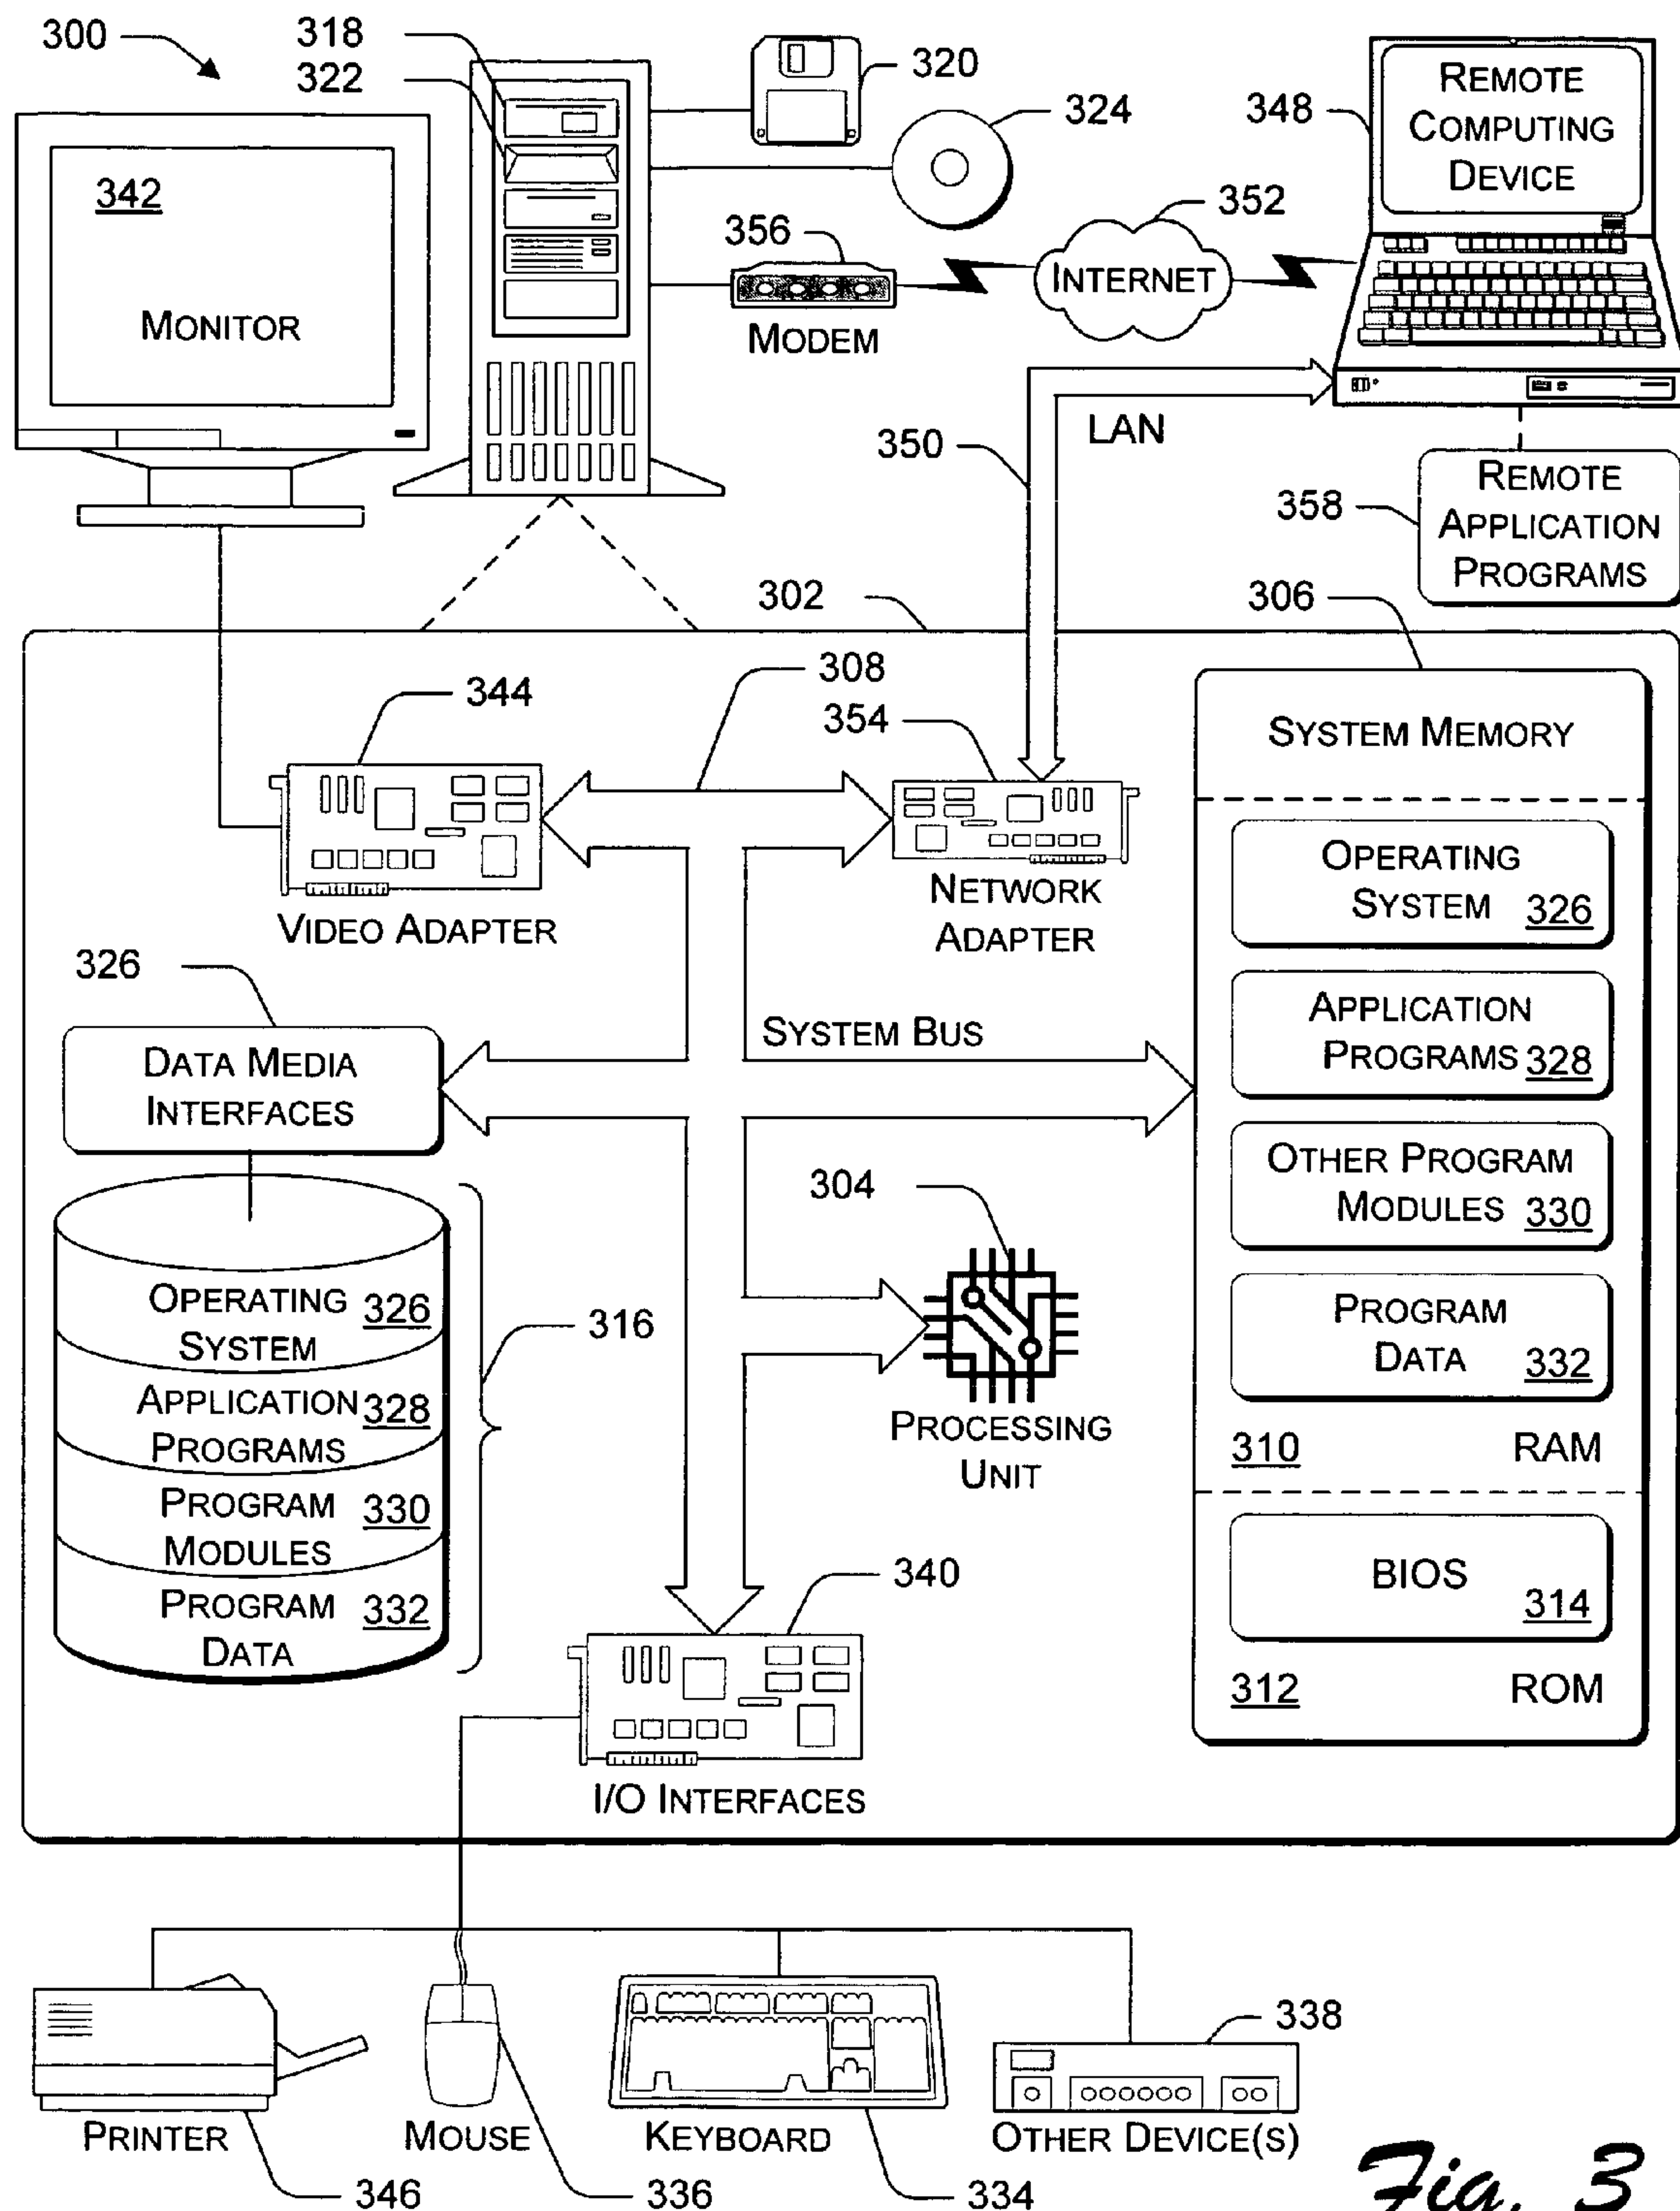 300
318
322
320
324
348
REMOTE
COMPUTING
DEVICE
342
MONITOR
356
MODEM
352
INTERNET
LAN
350
358
REMOTE
APPLICATION
PROGRAMS
302
306
308
344
354
SYSTEM MEMORY
VIDEO ADAPTER
NETWORK
ADAPTER
OPERATING
SYSTEM 326
326
DATA MEDIA
INTERFACES
SYSTEM BUS
APPLICATION
PROGRAMS 328
OTHER PROGRAM
MODULES 330
304
PROCESSING
UNIT
PROGRAM
DATA 332
310 RAM
OPERATING 326
SYSTEM
APPLICATION 328
PROGRAMS
PROGRAM 330
MODULES
PROGRAM 332
DATA
316
BIOS
314
312 ROM
340
I/O INTERFACES
PRINTER
346
MOUSE
336
KEYBOARD
334
338
OTHER DEVICE(S)
Fig. 3